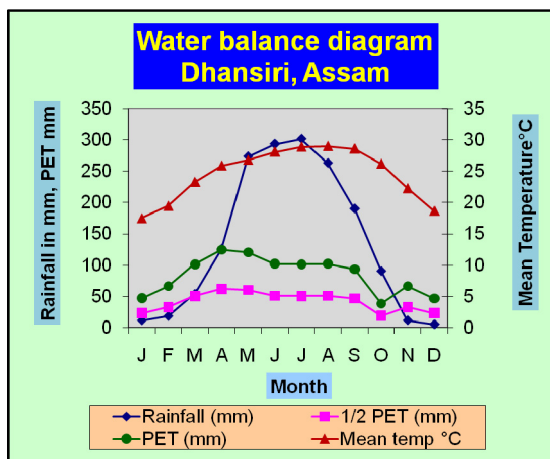 Water balance diagram
Dhansiri, Assam
Rainfall in mm, PET mm
350
300
250
200
150
100
50
0
35
30
25
20
15
10
5
0
Mean Temperature°C
J F M A M J J A S O N D
Month
Rainfall (mm) 1/2 PET (mm)
PET (mm) Mean temp °C